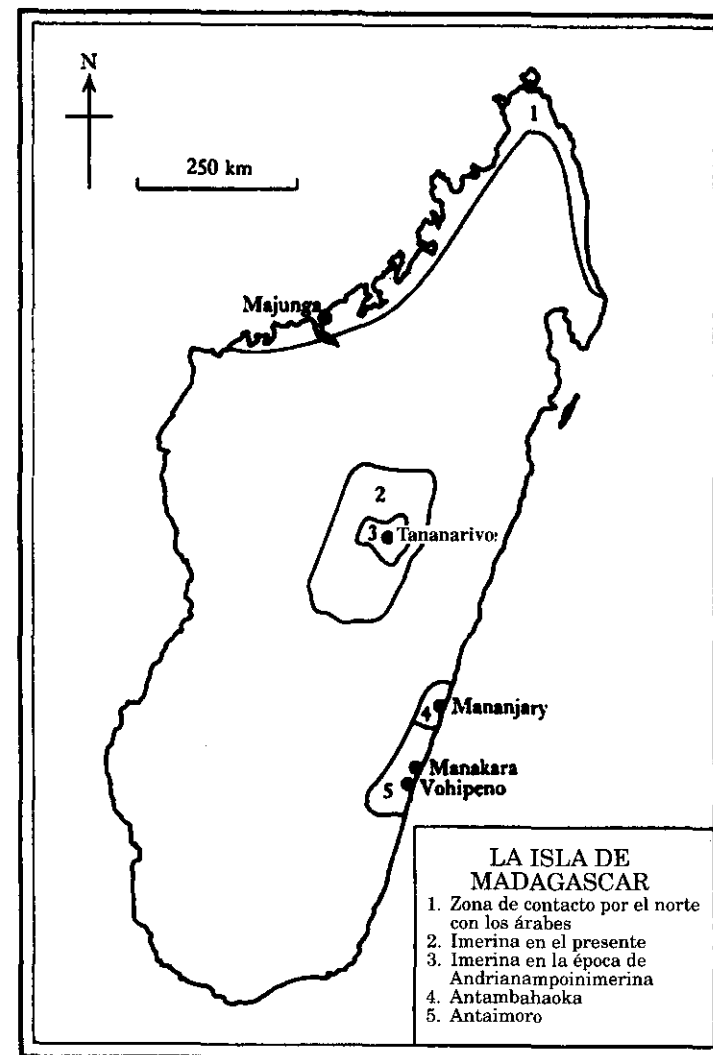 N
250 km
1
Majunga
2
3
Tananarivo
4
Mananjary
Manakara
5
Vohipeno
LA ISLA DE
MADAGASCAR
1. Zona de contacto por el norte
con los árabes
2. Imerina en el presente
3. Imerina en la época de
Andrianampoinimerina
4. Antambahaoka
5. Antaimoro